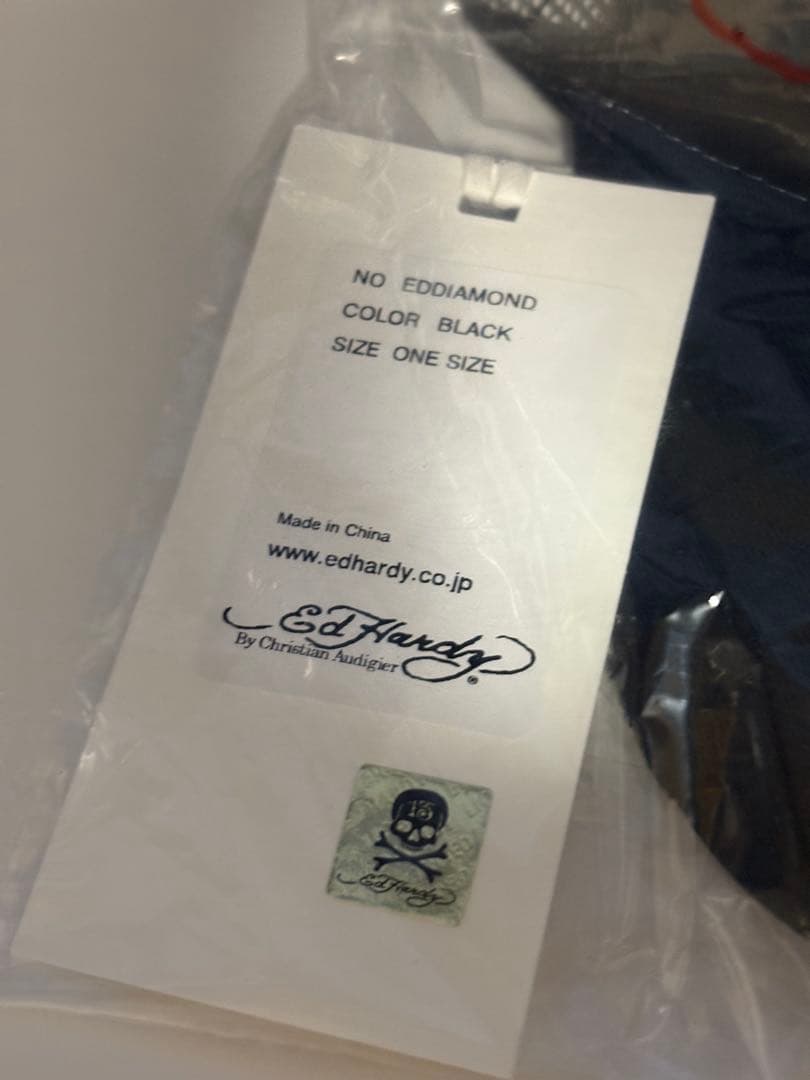 NO EDDIAMOND
COLOR BLACK
SIZE ONE SIZE
Made in China
www.edhardy.co.jp
Ed Hardy
By Christian Audigier
®
Ed Hardy